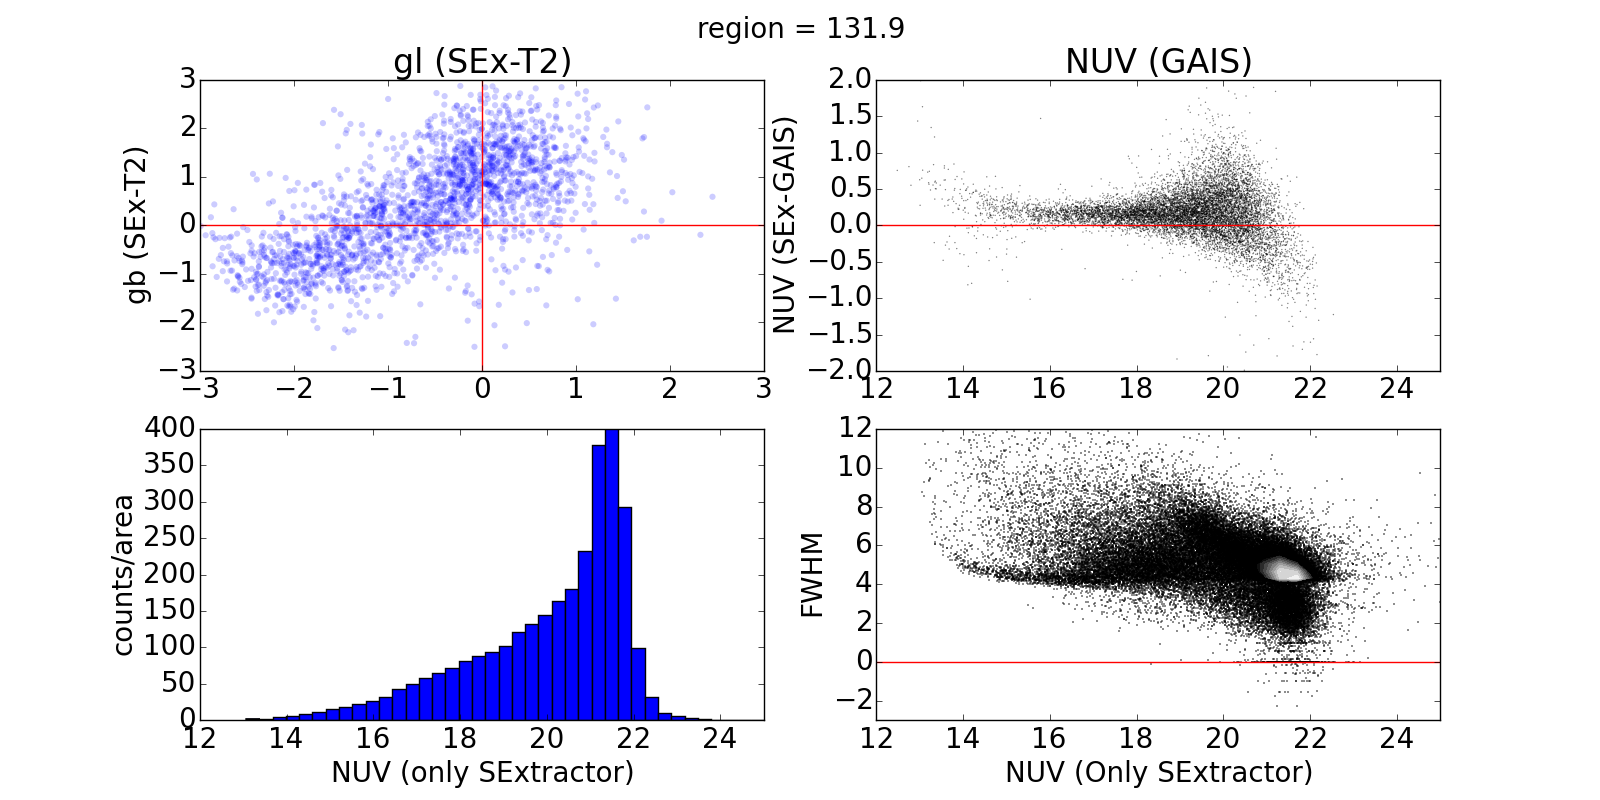 region = 131.9
gl (SEx-T2)
NUV (GAIS)
gb (SEx-T2)
3
2
1
0
−1
−2
−3
−3 −2 −1 0 1 2 3
NUV (SEx-GAIS)
2.0
1.5
1.0
0.5
0.0
−0.5
−1.0
−1.5
−2.0
12 14 16 18 20 22 24
counts/area
400
350
300
250
200
150
100
50
0
12 14 16 18 20 22 24
NUV (only SExtractor)
FWHM
12
10
8
6
4
2
0
−2
12 14 16 18 20 22 24
NUV (Only SExtractor)